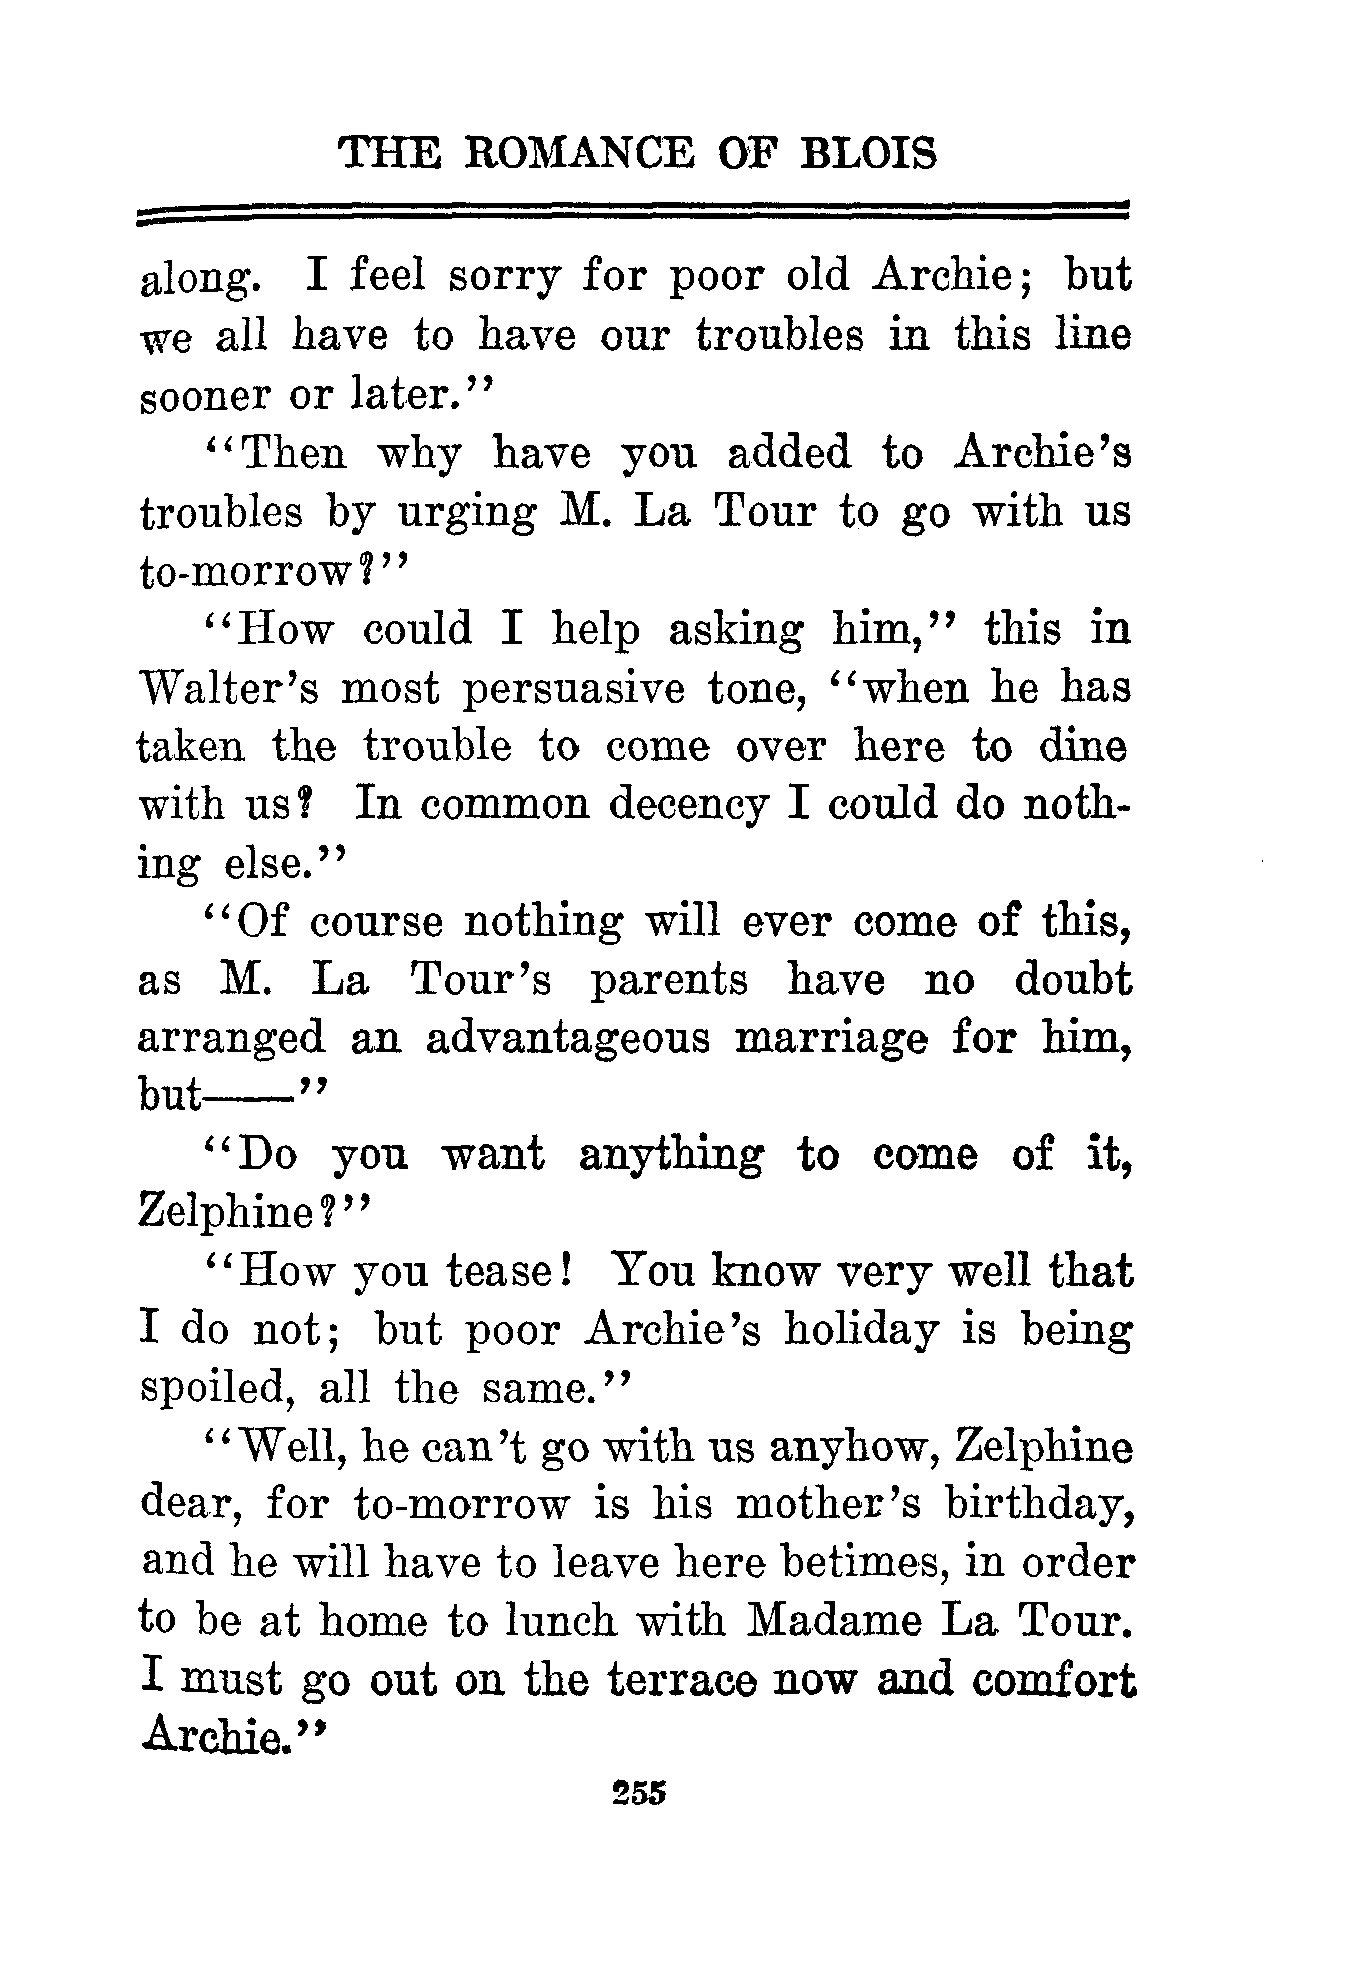 THE ROMANCE OF BLOIS
along. I feel sorry for poor old Archie; but
we all have to have our troubles in this line
sooner or later.”
“Then why have you added to Archie’s
troubles by urging M. La Tour to go with us
to-morrow?”
“How could I help asking him,” this in
Walter’s most persuasive tone, “when he has
taken the trouble to come over here to dine
with us? In common decency I could do noth-
ing else.”
“Of course nothing will ever come of this,
as M. La Tour’s parents have no doubt
arranged an advantageous marriage for him,
but——”
“Do you want anything to come of it,
Zelphine?”
“How you tease! You know very well that
I do not; but poor Archie’s holiday is being
spoiled, all the same.”
“Well, he can’t go with us anyhow, Zelphine
dear, for to-morrow is his mother’s birthday,
and he will have to leave here betimes, in order
to be at home to lunch with Madame La Tour.
I must go out on the terrace now and comfort
Archie.”
255